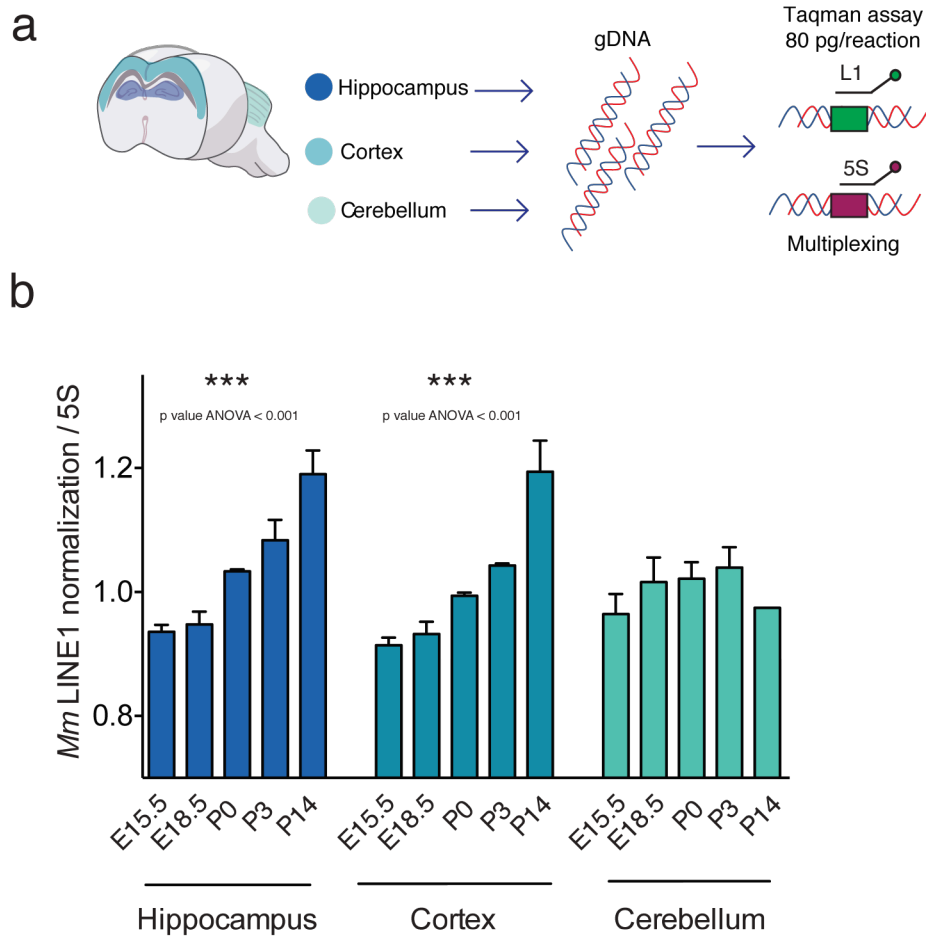 a
Hippocampus
Cortex
Cerebellum
gDNA
Taqman assay
80 pg/reaction
L1
5S
Multiplexing
b
Mm LINE1 normalization / 5S
1.2
1.0
0.8
***
p value ANOVA < 0.001
***
p value ANOVA < 0.001
E15.5
E18.5
P0
P3
P14
E15.5
E18.5
P0
P3
P14
E15.5
E18.5
P0
P3
P14
Hippocampus
Cortex
Cerebellum